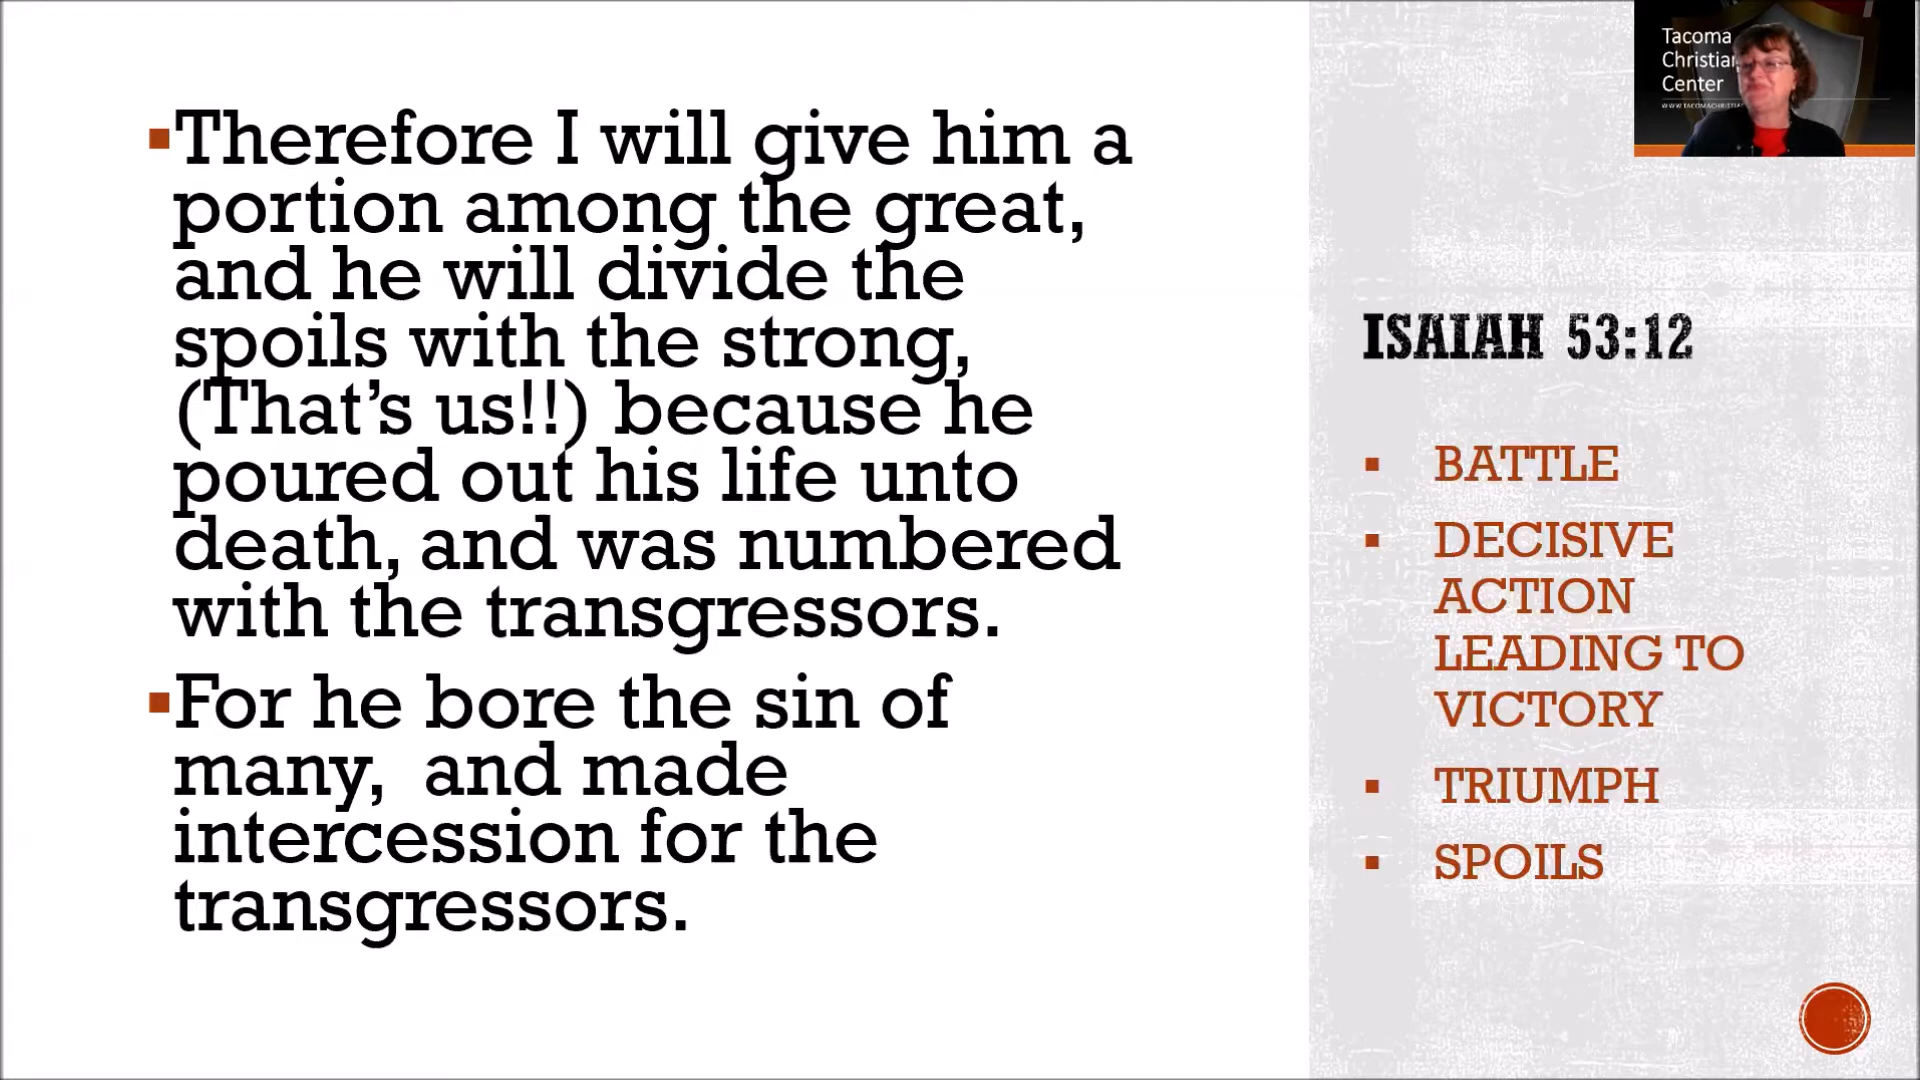 ▪Therefore I will give him a
portion among the great,
and he will divide the
spoils with the strong,
(That’s us!!) because he
poured out his life unto
death, and was numbered
with the transgressors.
▪For he bore the sin of
many,  and made
intercession for the
transgressors.
Tacoma
Christian
Center
ISAIAH 53:12
▪ BATTLE
▪ DECISIVE
ACTION
LEADING TO
VICTORY
▪ TRIUMPH
▪ SPOILS